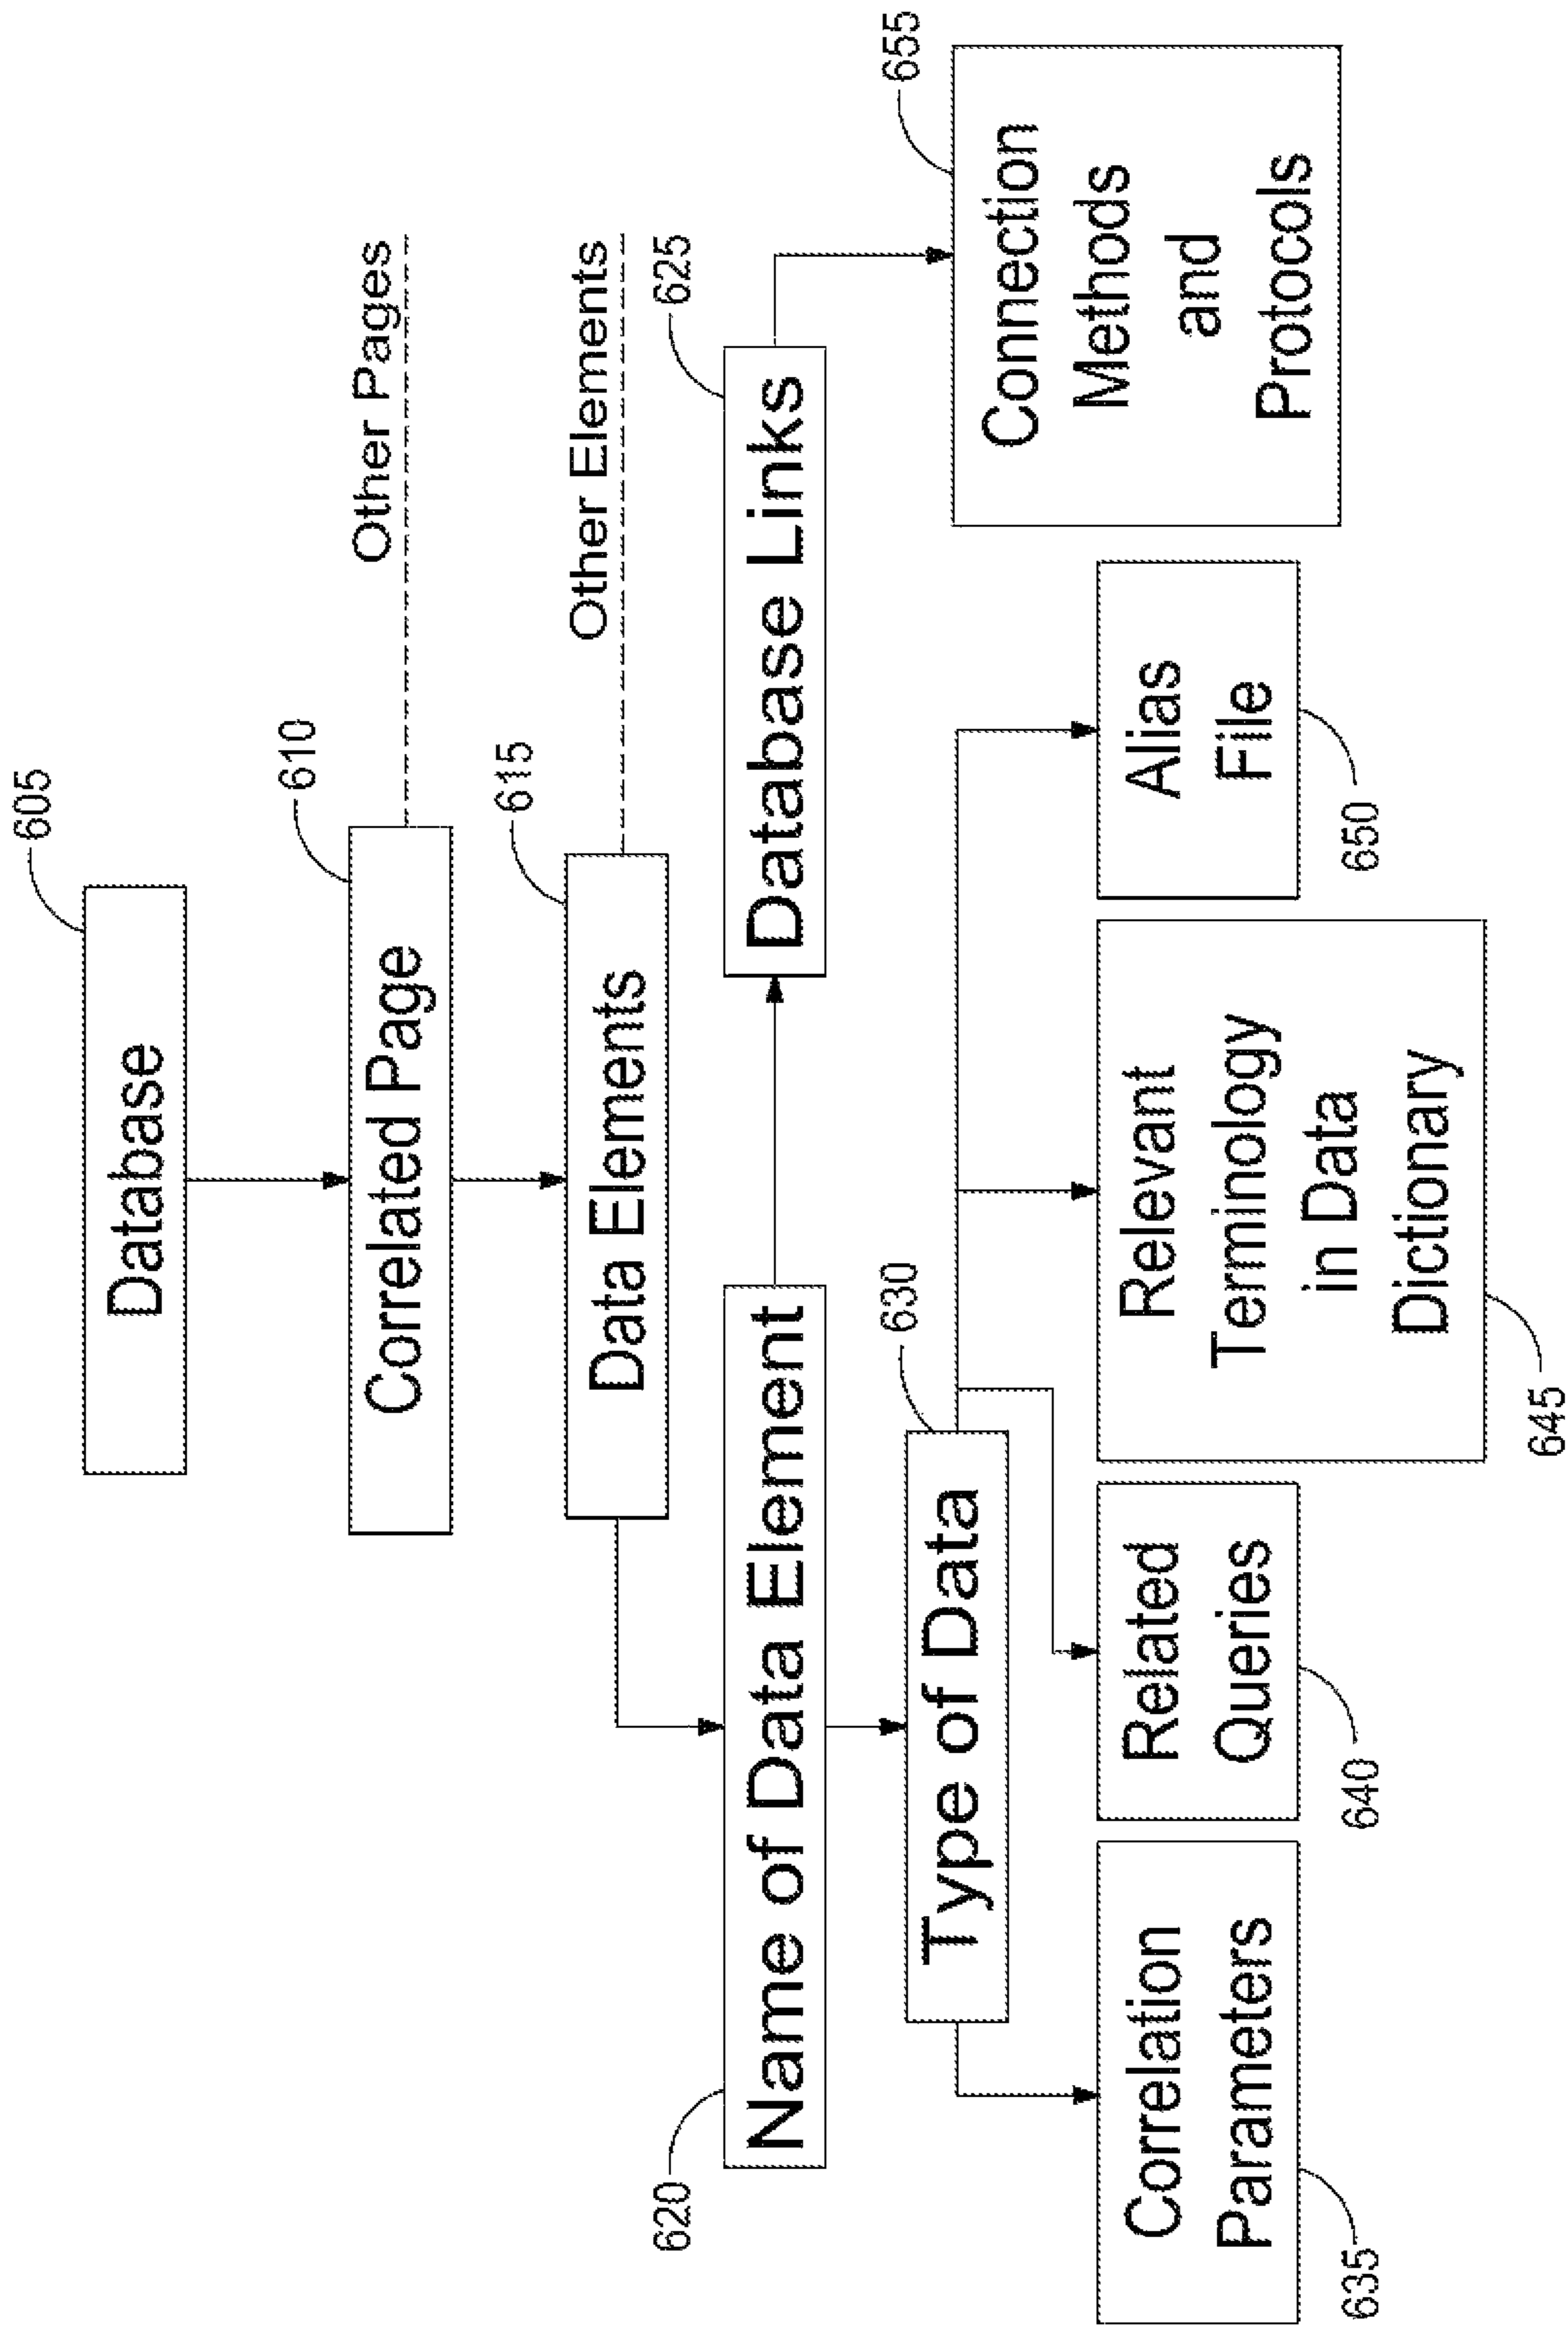 605
Database
610
Other Pages
Correlated Page
615
Other Elements
Data Elements
620
625
Name of Data Element
Database Links
630
655
Type of Data
Connection
Methods
and
Protocols
Correlation
Parameters
635
Related
Queries
640
Relevant
Terminology
in Data
Dictionary
645
Alias
File
650